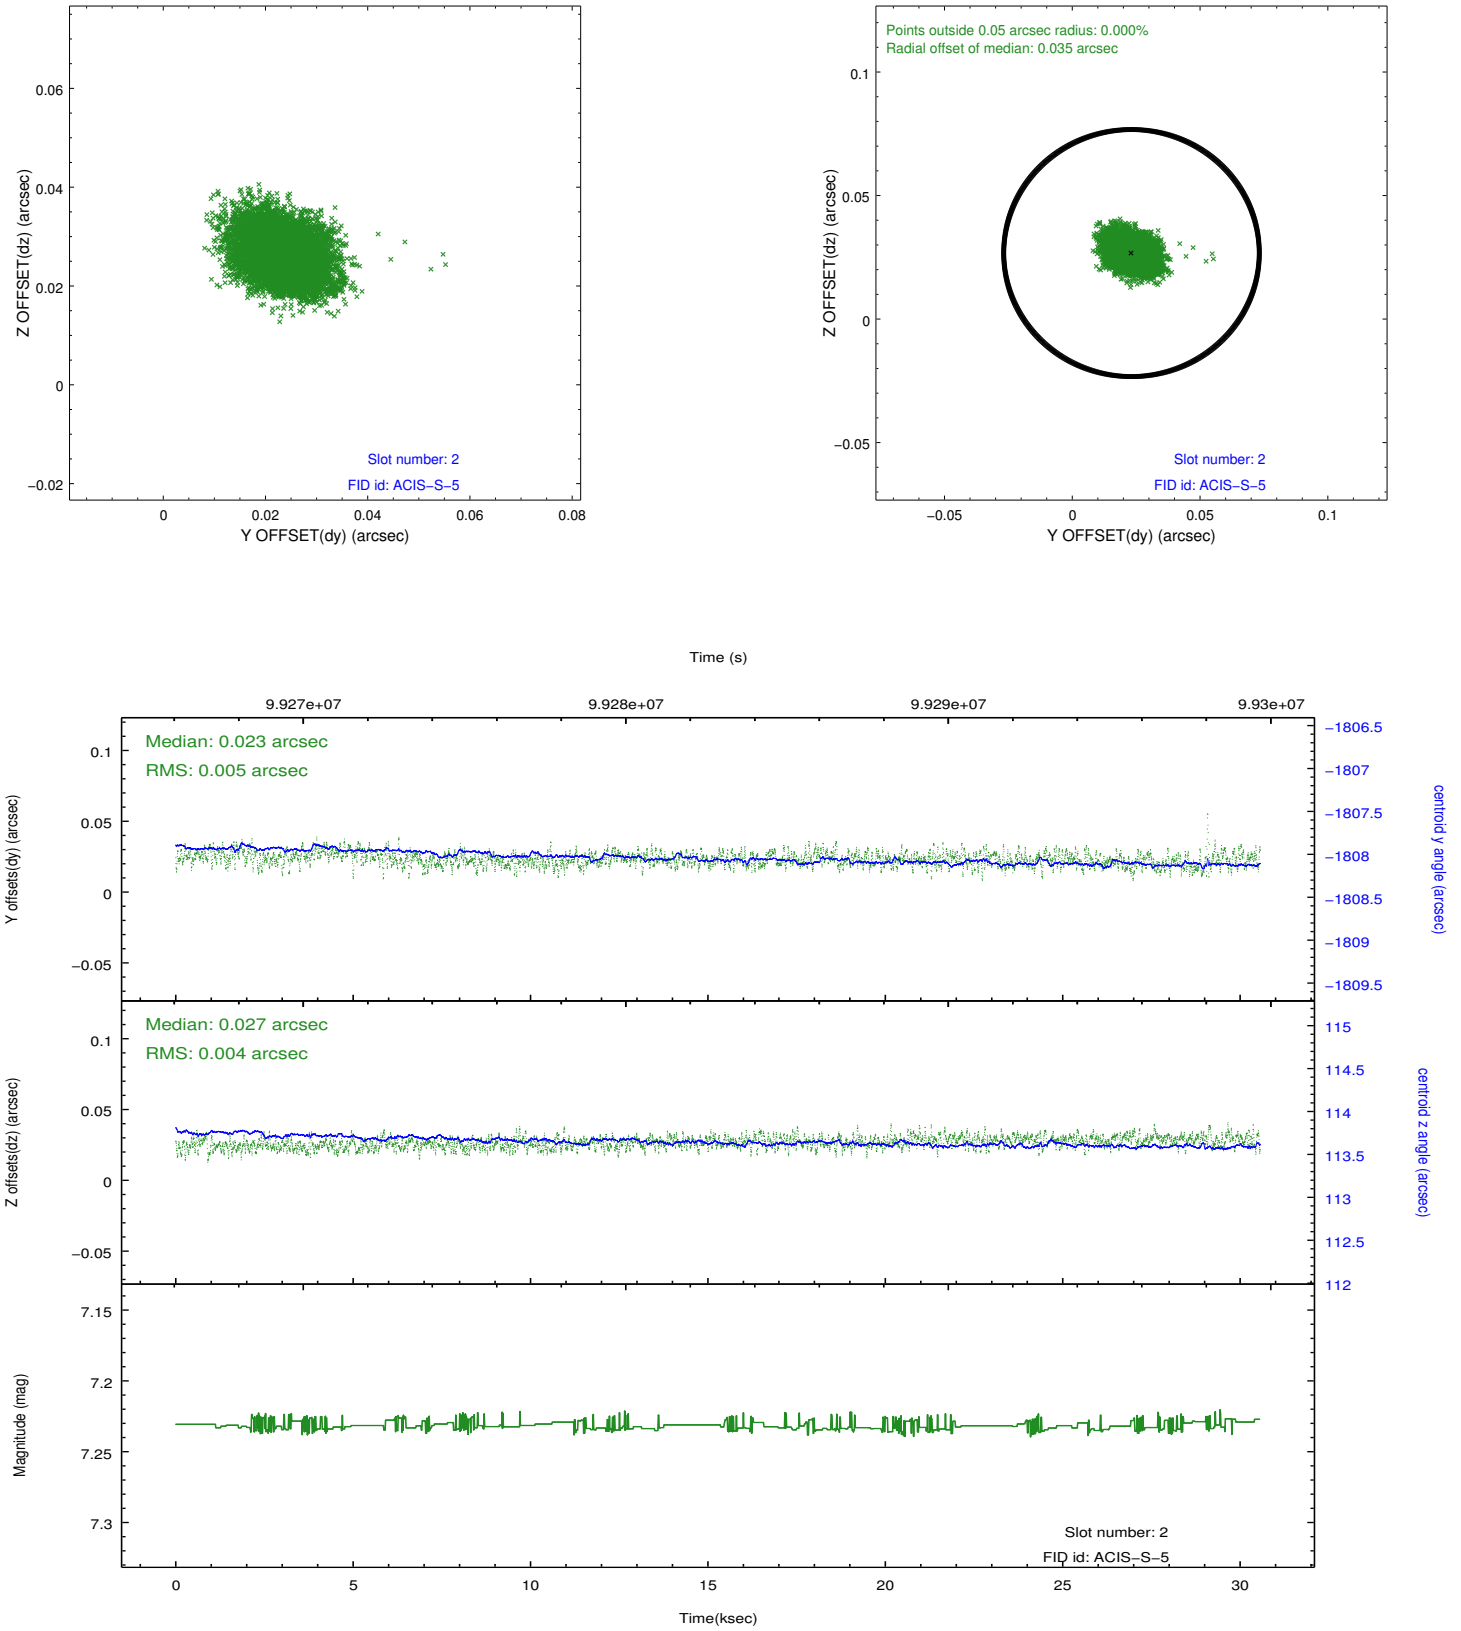 0.06
0.04
0.02
0
−0.02
Z OFFSET(dz) (arcsec)
Slot number: 2
FID id: ACIS−S−5
0
0.02
0.04
0.06
0.08
Y OFFSET(dy) (arcsec)
Points outside 0.05 arcsec radius: 0.000%
Radial offset of median: 0.035 arcsec
0.1
0.05
0
−0.05
Z OFFSET(dz) (arcsec)
Slot number: 2
FID id: ACIS−S−5
−0.05
0
0.05
0.1
Y OFFSET(dy) (arcsec)
Time (s)
9.927e+07
9.928e+07
9.929e+07
9.93e+07
Median: 0.023 arcsec
RMS: 0.005 arcsec
0.1
0.05
0
−0.05
Y offsets(dy) (arcsec)
−1806.5
−1807
−1807.5
−1808
−1808.5
−1809
−1809.5
centroid y angle (arcsec)
Median: 0.027 arcsec
RMS: 0.004 arcsec
0.1
0.05
0
−0.05
Z offsets(dz) (arcsec)
115
114.5
114
113.5
113
112.5
112
centroid z angle (arcsec)
7.15
7.2
7.25
7.3
Magnitude (mag)
Slot number: 2
FID id: ACIS−S−5
0
5
10
15
20
25
30
Time(ksec)